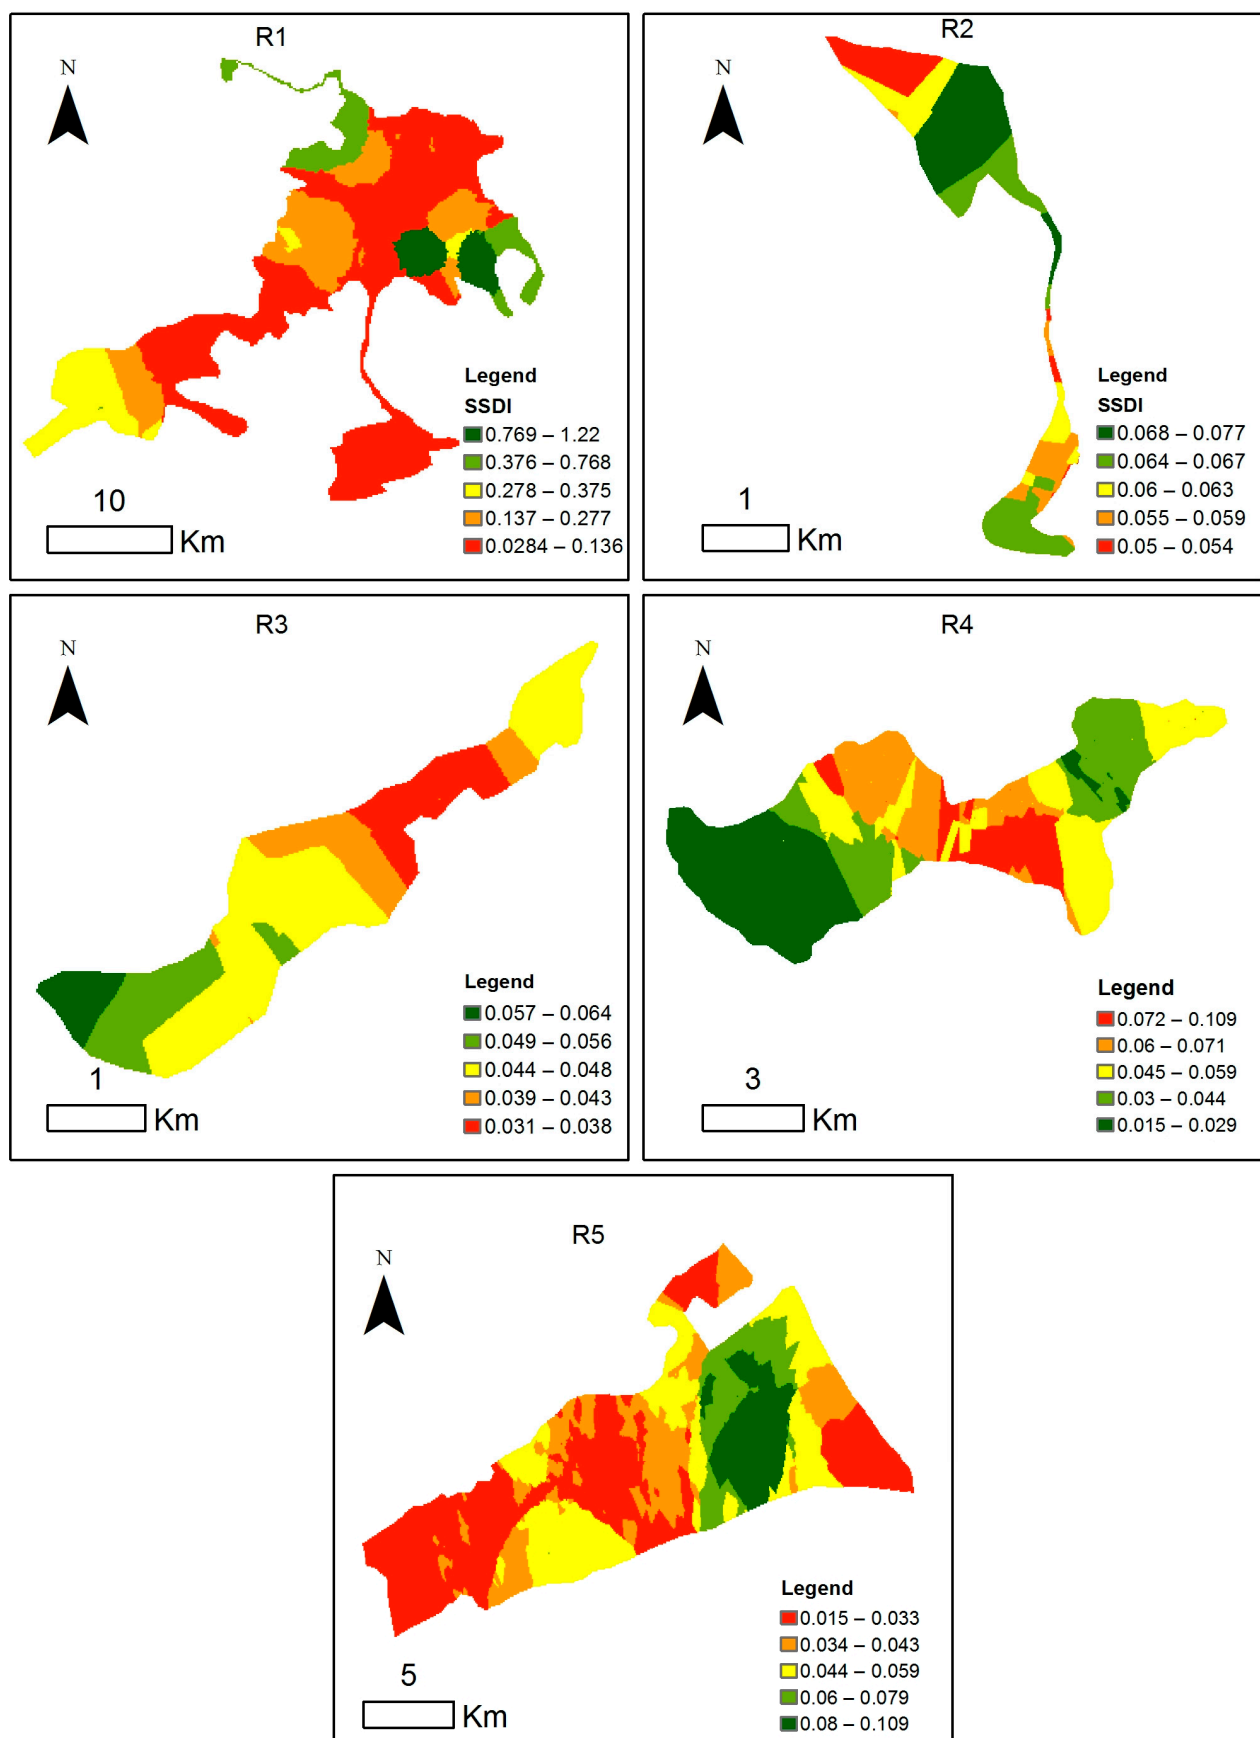 R1
N
Legend
SSDI
0.769 – 1.22
0.376 – 0.768
0.278 – 0.375
0.137 – 0.277
0.0284 – 0.136
10
Km
R2
N
Legend
SSDI
0.068 – 0.077
0.064 – 0.067
0.06 – 0.063
0.055 – 0.059
0.05 – 0.054
1
Km
R3
N
Legend
0.057 – 0.064
0.049 – 0.056
0.044 – 0.048
0.039 – 0.043
0.031 – 0.038
1
Km
R4
N
Legend
0.072 – 0.109
0.06 – 0.071
0.045 – 0.059
0.03 – 0.044
0.015 – 0.029
3
Km
R5
N
Legend
0.015 – 0.033
0.034 – 0.043
0.044 – 0.059
0.06 – 0.079
0.08 – 0.109
5
Km